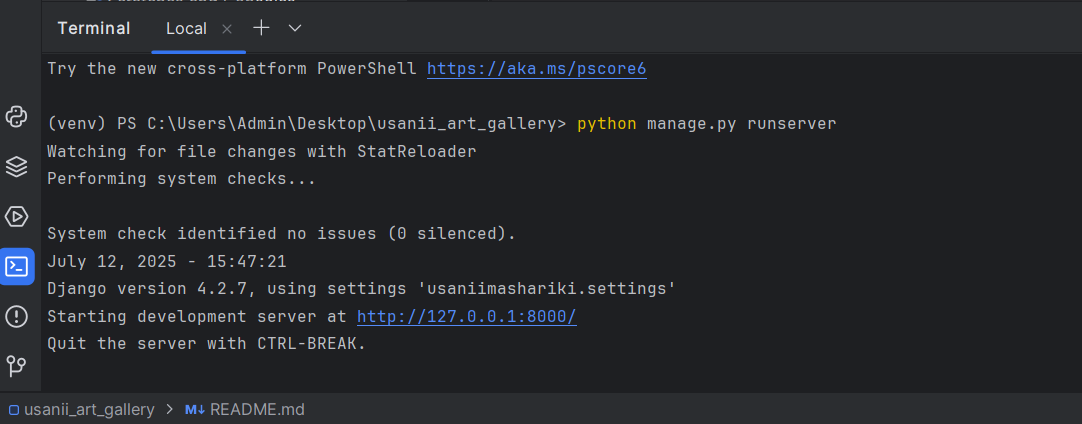 Terminal
Local
Try the new cross-platform PowerShell https://aka.ms/pscore6
(venv) PS C:\Users\Admin\Desktop\usanii_art_gallery> python manage.py runserver
Watching for file changes with StatReloader
Performing system checks...
System check identified no issues (0 silenced).
July 12, 2025 - 15:47:21
Django version 4.2.7, using settings 'usaniimashariki.settings'
Starting development server at http://127.0.0.1:8000/
Quit the server with CTRL-BREAK.
usanii_art_gallery > M↓ README.md